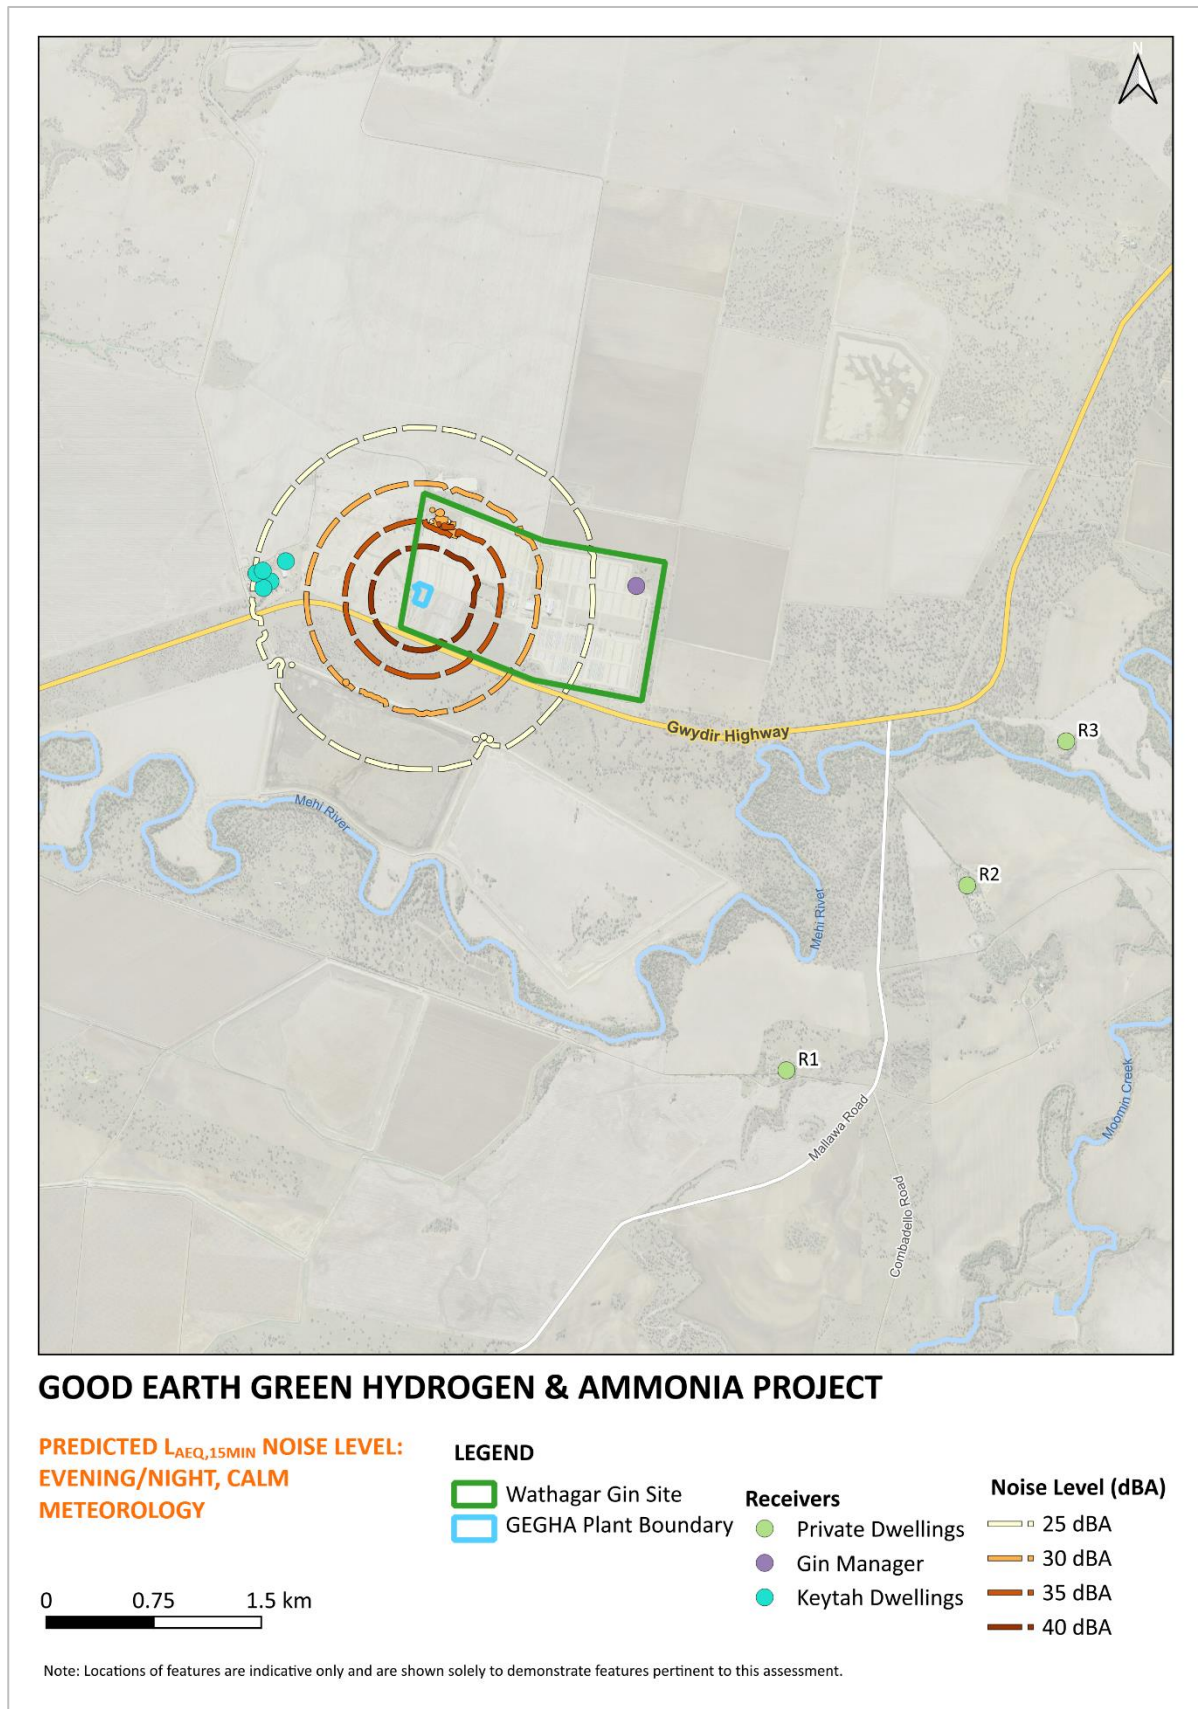 N
Gwydir Highway
R3
Mehi River
R2
Mehi River
R1
Moomin Creek
Mallawa Road
Combadello Road
GOOD EARTH GREEN HYDROGEN & AMMONIA PROJECT
PREDICTED LAEQ,15MIN NOISE LEVEL:
EVENING/NIGHT, CALM
METEOROLOGY
LEGEND
Wathagar Gin Site
GEGHA Plant Boundary
Receivers
Private Dwellings
Gin Manager
Keytah Dwellings
Noise Level (dBA)
25 dBA
30 dBA
35 dBA
40 dBA
0 0.75 1.5 km
Note: Locations of features are indicative only and are shown solely to demonstrate features pertinent to this assessment.